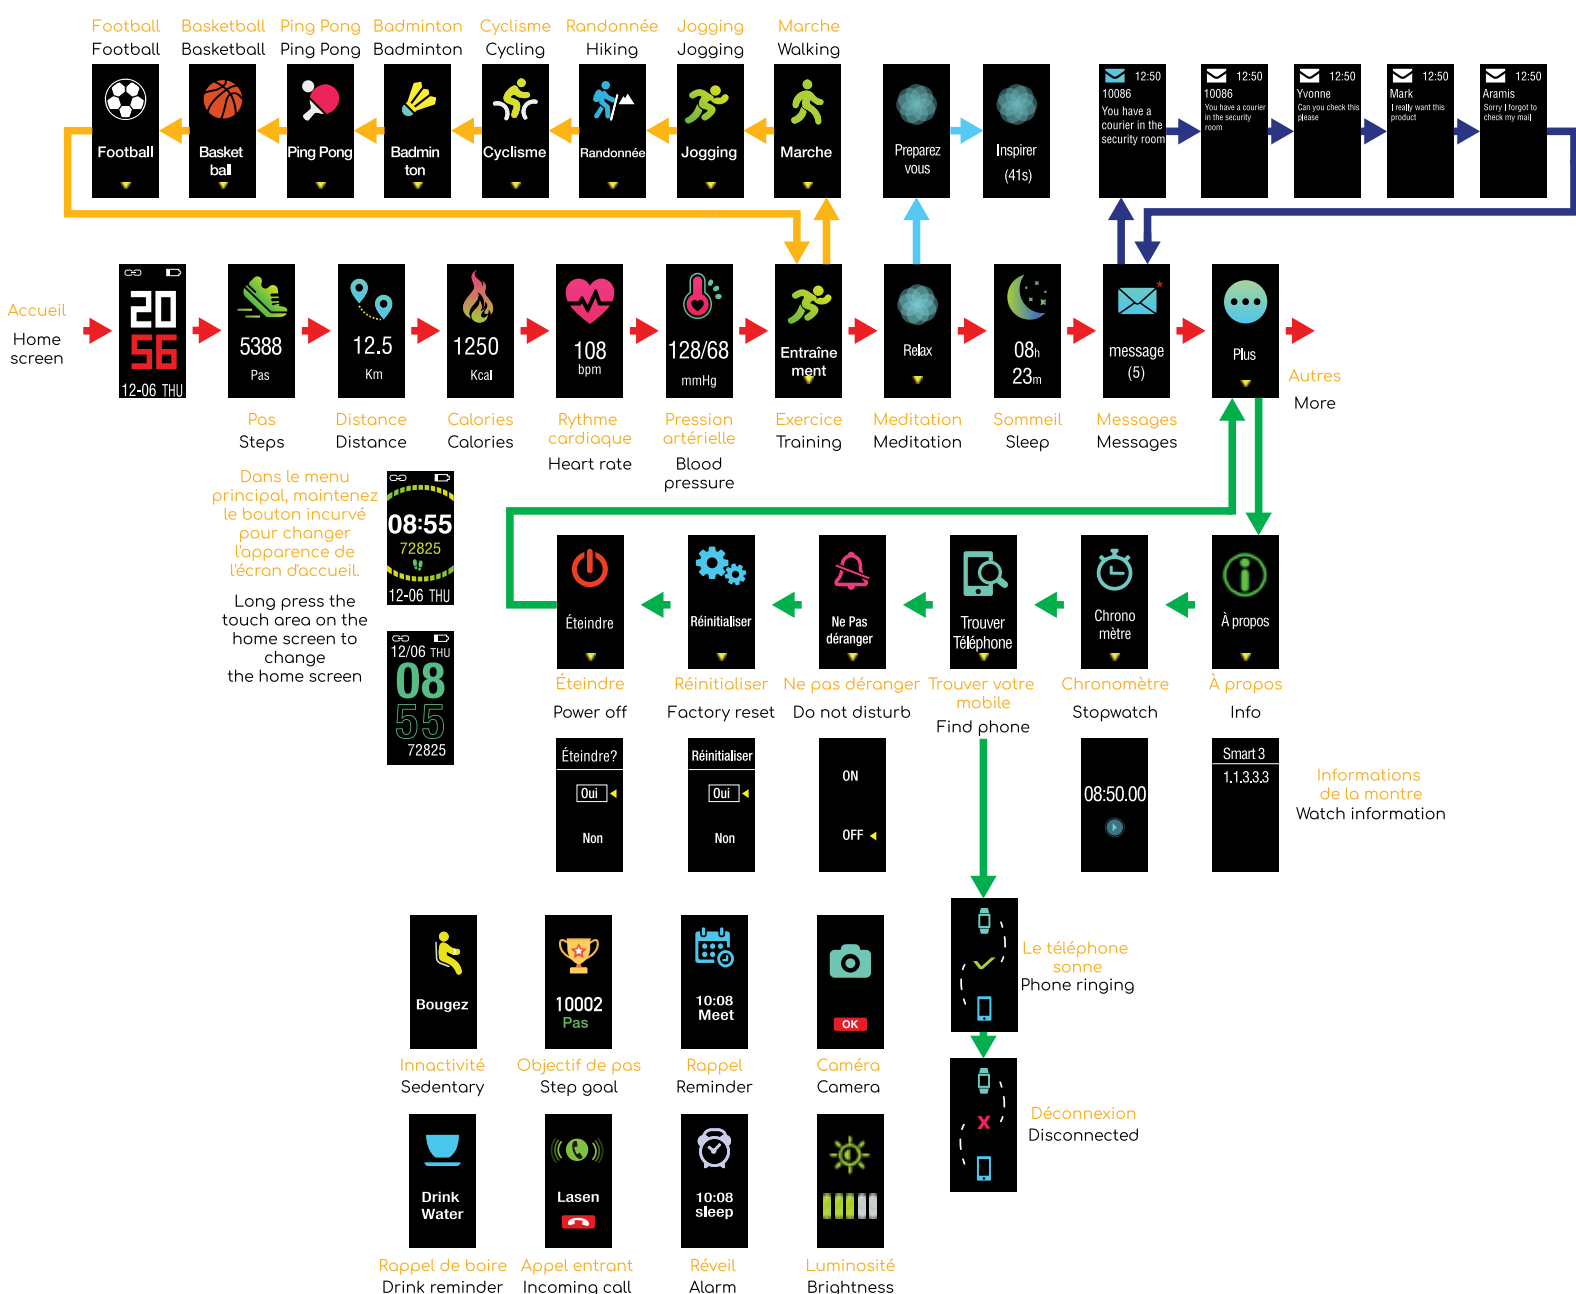 Football Basketball Ping Pong Badminton Cyclisme Randonnée Jogging Marche
Football Basketball Ping Pong Badminton Cycling Hiking Jogging Walking
Football
Basket
ball
Ping Pong
Badmin
ton
Cyclisme
Randonnée
Jogging
Marche
Preparez
vous
Inspirer
(41s)
12:50
10086
You have a
courier in the
security room
12:50
10086
You have a courier
in the security
room
12:50
Yvonne
Can you check this
please
12:50
Mark
I really want this
product
12:50
Aramis
Sorry I forgot to
check my mail
Accueil
Home
screen
20
56
12-06 THU
5388
Pas
12.5
Km
1250
Kcal
108
bpm
128/68
mmHg
Entraîne
ment
Relax
08h
23m
message
(5)
Plus
Autres
More
Pas
Steps
Distance
Distance
Calories
Calories
Rythme
cardiaque
Heart rate
Pression
artérielle
Blood
pressure
Exercice
Training
Meditation
Meditation
Sommeil
Sleep
Messages
Messages
Dans le menu
principal, maintenez
le bouton incurvé
pour changer
l'apparence de
l'écran d'accueil.
Long press the
touch area on the
home screen to
change
the home screen
08:55
72825
12-06 THU
12/06 THU
08
55
72825
Éteindre
Réinitialiser
Ne Pas
déranger
Trouver
Téléphone
Chrono
mètre
À propos
Éteindre
Power off
Réinitialiser
Factory reset
Ne pas déranger
Do not disturb
Trouver votre
mobile
Find phone
Chronomètre
Stopwatch
À propos
Info
Éteindre?
Oui
Non
Réinitialiser
Oui
Non
ON
OFF
08:50.00
Smart 3
1.1.3.3.3
Informations
de la montre
Watch information
Bougez
10002
Pas
10:08
Meet
OK
Le téléphone
sonne
Phone ringing
Innactivité
Sedentary
Objectif de pas
Step goal
Rappel
Reminder
Caméra
Camera
X
Déconnexion
Disconnected
Drink
Water
Lasen
10:08
sleep
Rappel de boire
Drink reminder
Appel entrant
Incoming call
Réveil
Alarm
Luminosité
Brightness